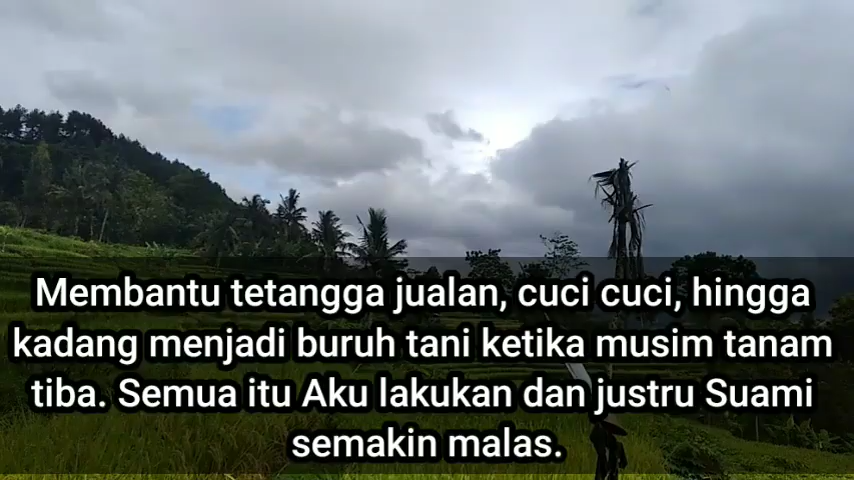 Membantu tetangga jualan, cuci cuci, hingga
kadang menjadi buruh tani ketika musim tanam
tiba. Semua itu Aku lakukan dan justru Suami
semakin malas.